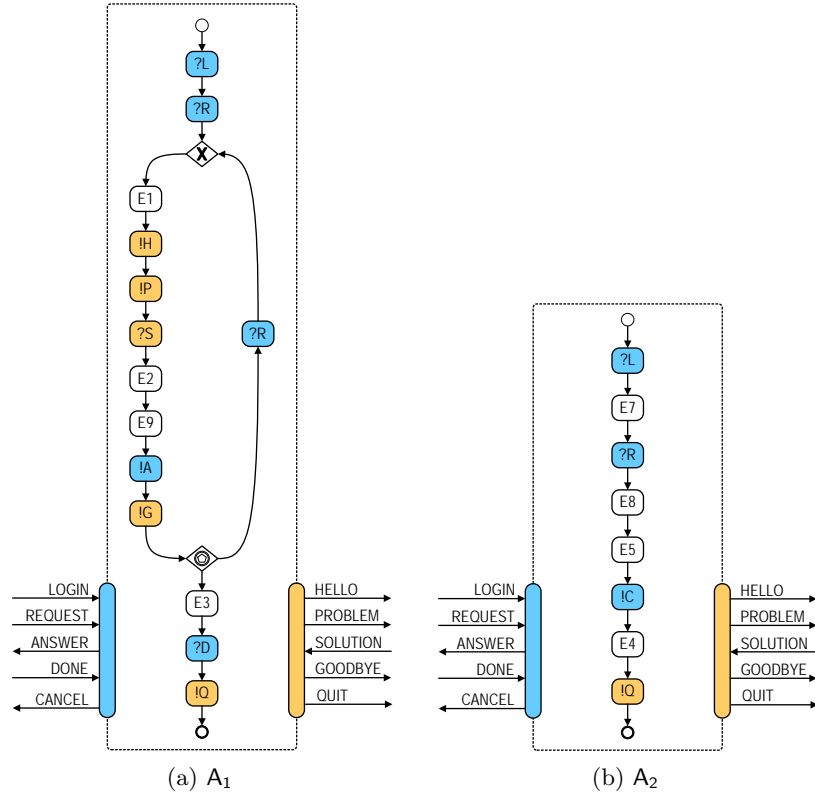 ?L
?R
X
E1
!H
!P
?S
?R
E2
E9
!A
!G
E3
?D
!Q
LOGIN
REQUEST
ANSWER
DONE
CANCEL
HELLO
PROBLEM
SOLUTION
GOODBYE
QUIT
(a) A1
?L
E7
?R
E8
E5
!C
E4
!Q
LOGIN
REQUEST
ANSWER
DONE
CANCEL
HELLO
PROBLEM
SOLUTION
GOODBYE
QUIT
(b) A2